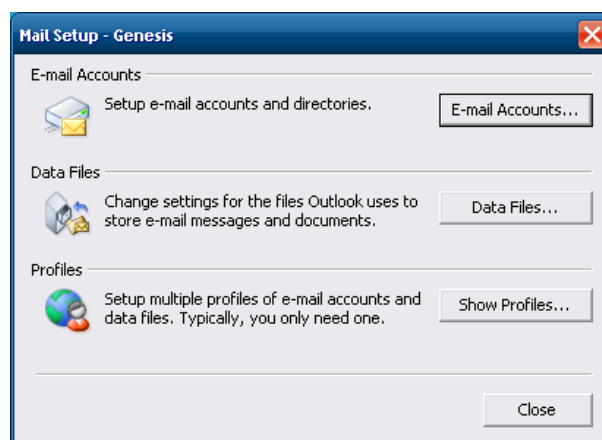 Mail Setup - Genesis
E-mail Accounts
Setup e-mail accounts and directories.
E-mail Accounts...
Data Files
Change settings for the files Outlook uses to
store e-mail messages and documents.
Data Files...
Profiles
Setup multiple profiles of e-mail accounts and
data files. Typically, you only need one.
Show Profiles...
Close